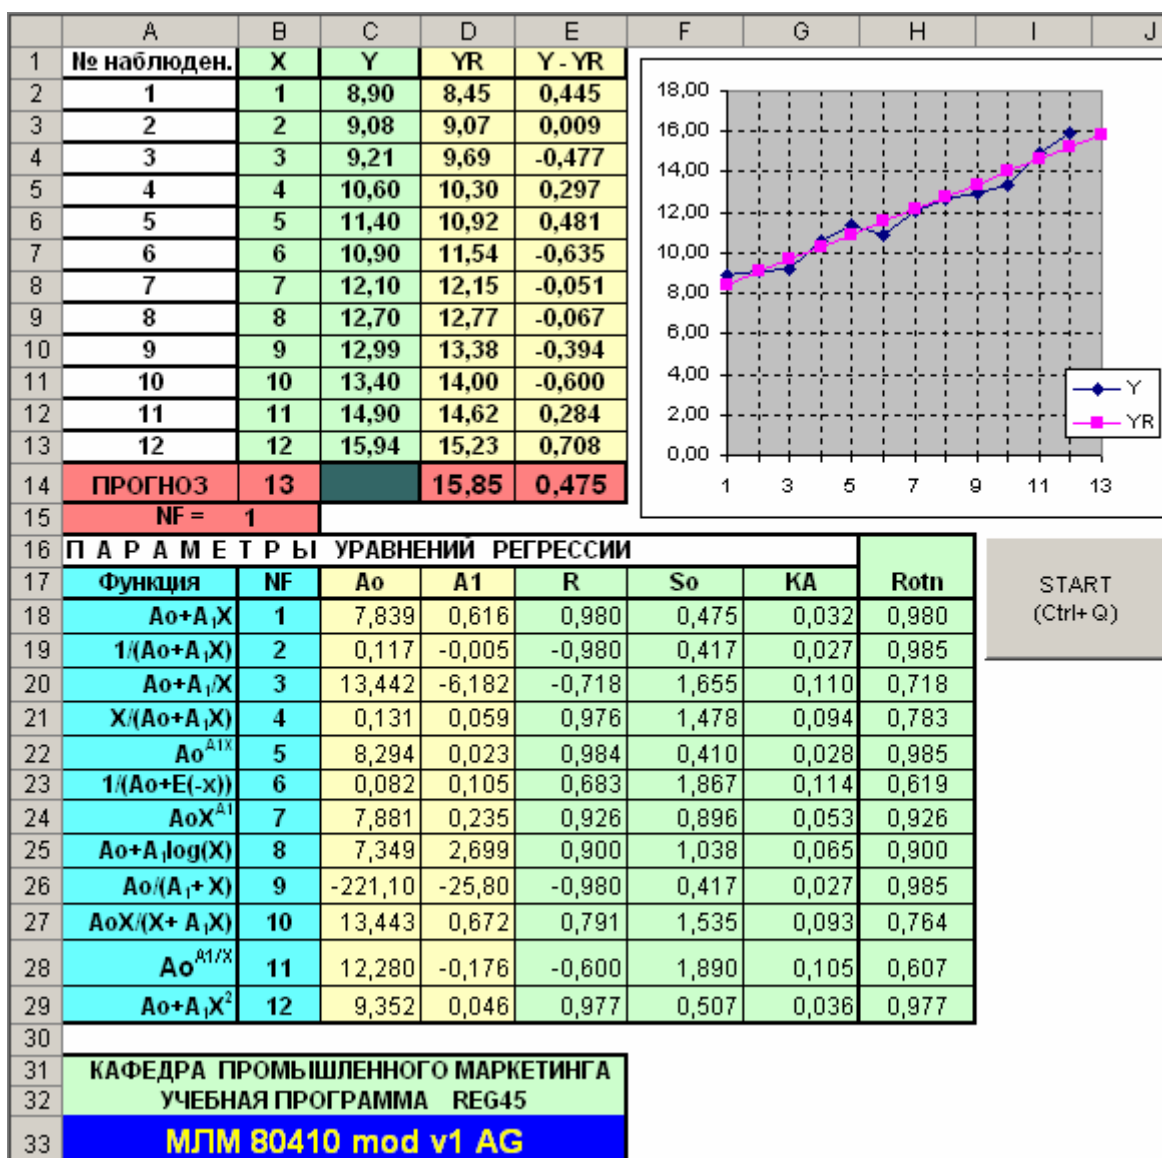 A B C D E F G H I J
1 № наблюден. X Y YR Y - YR
2 1 1 8,90 8,45 0,445
3 2 2 9,08 9,07 0,009
4 3 3 9,21 9,69 -0,477
5 4 4 10,60 10,30 0,297
6 5 5 11,40 10,92 0,481
7 6 6 10,90 11,54 -0,635
8 7 7 12,10 12,15 -0,051
9 8 8 12,70 12,77 -0,067
10 9 9 12,99 13,38 -0,394
11 10 10 13,40 14,00 -0,600
12 11 11 14,90 14,62 0,284
13 12 12 15,94 15,23 0,708
14 ПРОГНОЗ 13 15,85 0,475
15 NF = 1
18,00
16,00
14,00
12,00
10,00
8,00
6,00
4,00
2,00
0,00
1 3 5 7 9 11 13
Y
YR
16 П А Р А М Е Т Р Ы УРАВНЕНИЙ РЕГРЕССИИ
17 Функция NF Ao A1 R So KA Rotn
18 Ao+A₁X 1 7,839 0,616 0,980 0,475 0,032 0,980
19 1/(Ao+A₁X) 2 0,117 -0,005 -0,980 0,417 0,027 0,985
20 Ao+A₁/X 3 13,442 -6,182 -0,718 1,655 0,110 0,718
21 X/(Ao+A₁X) 4 0,131 0,059 0,976 1,478 0,094 0,783
22 Ao^A1X 5 8,294 0,023 0,984 0,410 0,028 0,985
23 1/(Ao+E(-x)) 6 0,082 0,105 0,683 1,867 0,114 0,619
24 AoX^A1 7 7,881 0,235 0,926 0,896 0,053 0,926
25 Ao+A₁log(X) 8 7,349 2,699 0,900 1,038 0,065 0,900
26 Ao/(A₁+ X) 9 -221,10 -25,80 -0,980 0,417 0,027 0,985
27 AoX/(X+ A₁X) 10 13,443 0,672 0,791 1,535 0,093 0,764
28 Ao^A1/X 11 12,280 -0,176 -0,600 1,890 0,105 0,607
29 Ao+A₁X² 12 9,352 0,046 0,977 0,507 0,036 0,977
START
(Ctrl+ Q)
30
31 КАФЕДРА ПРОМЫШЛЕННОГО МАРКЕТИНГА
32 УЧЕБНАЯ ПРОГРАММА REG45
33 МЛМ 80410 mod v1 AG